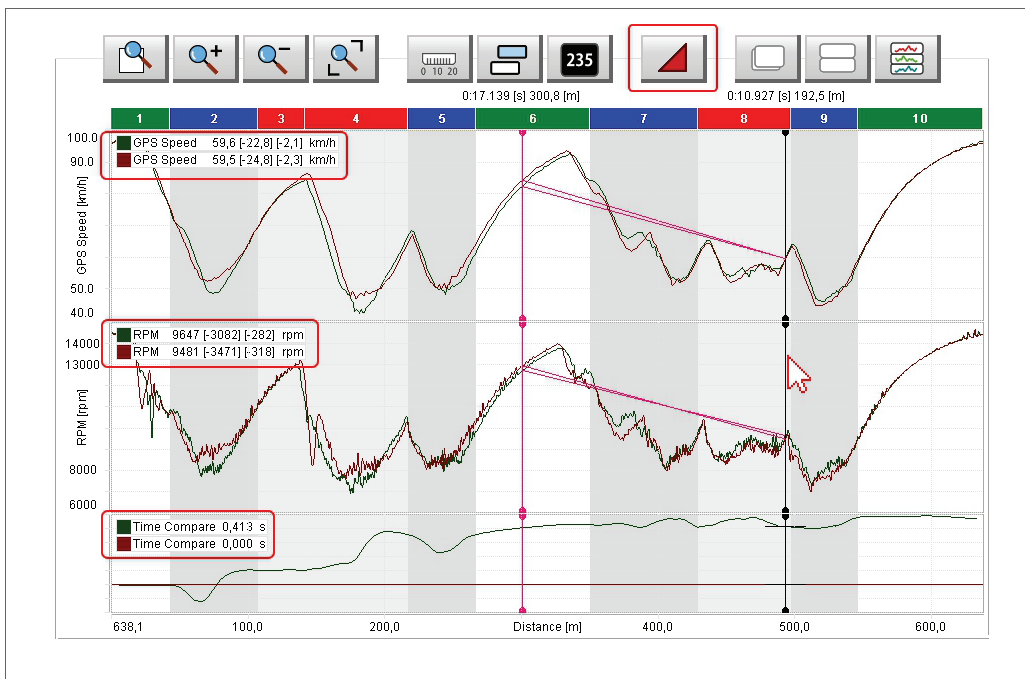 0 10 20
235
0:17.139 [s] 300,8 [m]
0:10.927 [s] 192,5 [m]
1 2 3 4 5 6 7 8 9 10
100.0
90.0
50.0
40.0
GPS Speed [km/h]
GPS Speed 59,6 [-22,8] [-2,1] km/h
GPS Speed 59,5 [-24,8] [-2,3] km/h
14000
13000
8000
6000
RPM [rpm]
RPM 9647 [-3082] [-282] rpm
RPM 9481 [-3471] [-318] rpm
Time Compare 0,413 s
Time Compare 0,000 s
638,1 100,0 200,0 Distance [m] 400,0 500,0 600,0